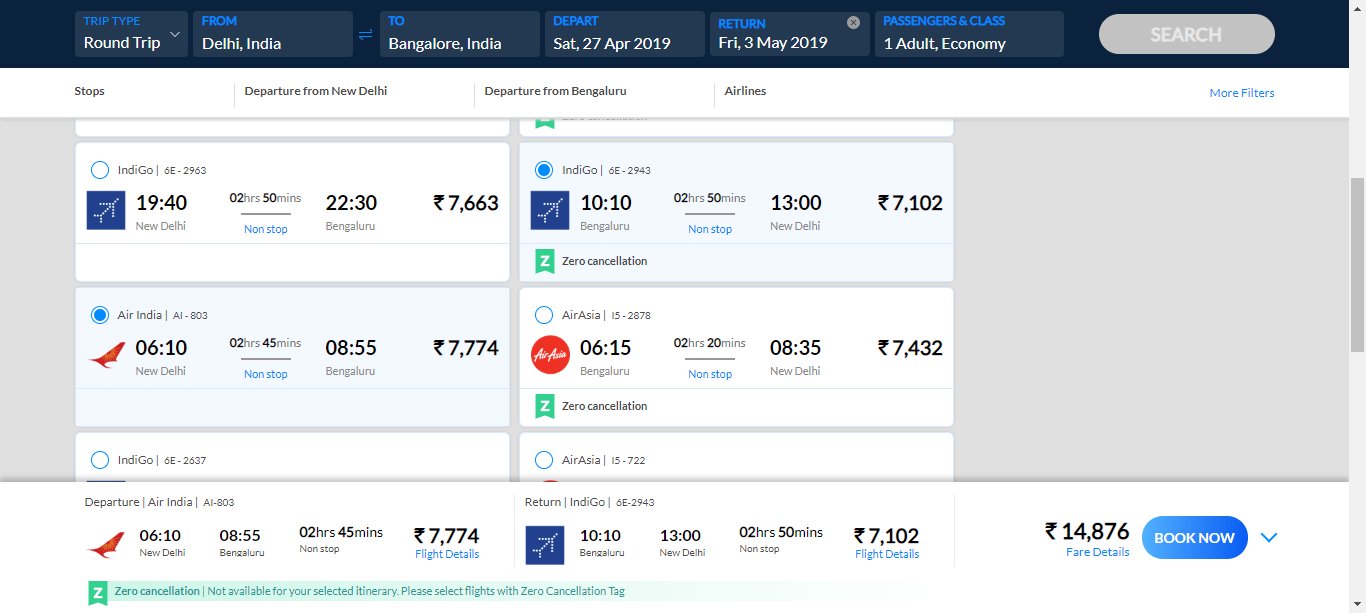 TRIP TYPE
Round Trip
FROM
Delhi, India
TO
Bangalore, India
DEPART
Sat, 27 Apr 2019
RETURN
Fri, 3 May 2019
PASSENGERS & CLASS
1 Adult, Economy
SEARCH
Stops
Departure from New Delhi
Departure from Bengaluru
Airlines
More Filters
IndiGo | 6E - 2963
19:40
02hrs 50mins
22:30
₹ 7,663
New Delhi
Non stop
Bengaluru
IndiGo | 6E - 2943
10:10
02hrs 50mins
13:00
₹ 7,102
Bengaluru
Non stop
New Delhi
Z Zero cancellation
Air India | AI - 803
06:10
02hrs 45mins
08:55
₹ 7,774
New Delhi
Non stop
Bengaluru
AirAsia | I5 - 2878
AirAsia
06:15
02hrs 20mins
08:35
₹ 7,432
Bengaluru
Non stop
New Delhi
Z Zero cancellation
IndiGo | 6E - 2637
AirAsia | I5 - 722
Departure | Air India | AI-803
06:10
08:55
02hrs 45mins
₹ 7,774
New Delhi
Bengaluru
Non stop
Flight Details
Return | IndiGo | 6E-2943
10:10
13:00
02hrs 50mins
₹ 7,102
Bengaluru
New Delhi
Non stop
Flight Details
₹ 14,876
Fare Details
BOOK NOW
Z Zero cancellation | Not available for your selected itinerary. Please select flights with Zero Cancellation Tag